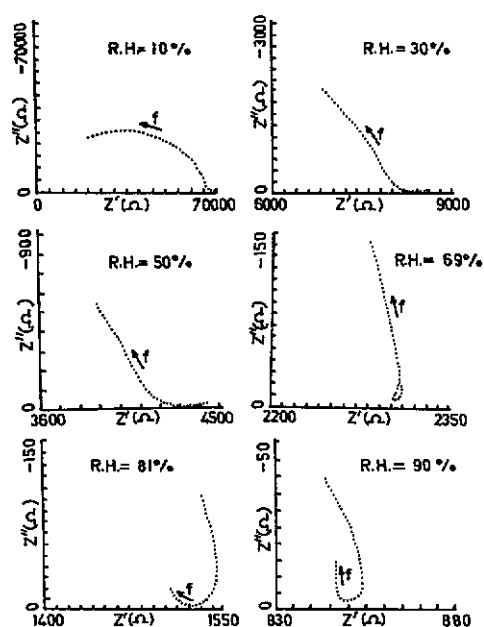 -70000
R.H.= 10%
f
Z"(Ω)
0
0
Z'(Ω)
70000
-3000
R.H.= 30%
f
Z"(Ω)
0
6000
Z'(Ω)
9000
-900
R.H.= 50%
f
Z"(Ω)
0
3600
Z'(Ω)
4500
-150
R.H. = 69%
f
Z"(Ω)
0
2200
Z'(Ω)
2350
-150
R.H.= 81%
f
Z"(Ω)
0
1400
Z'(Ω)
1550
-50
R.H.= 90%
f
Z"(Ω)
0
830
Z'(Ω)
880